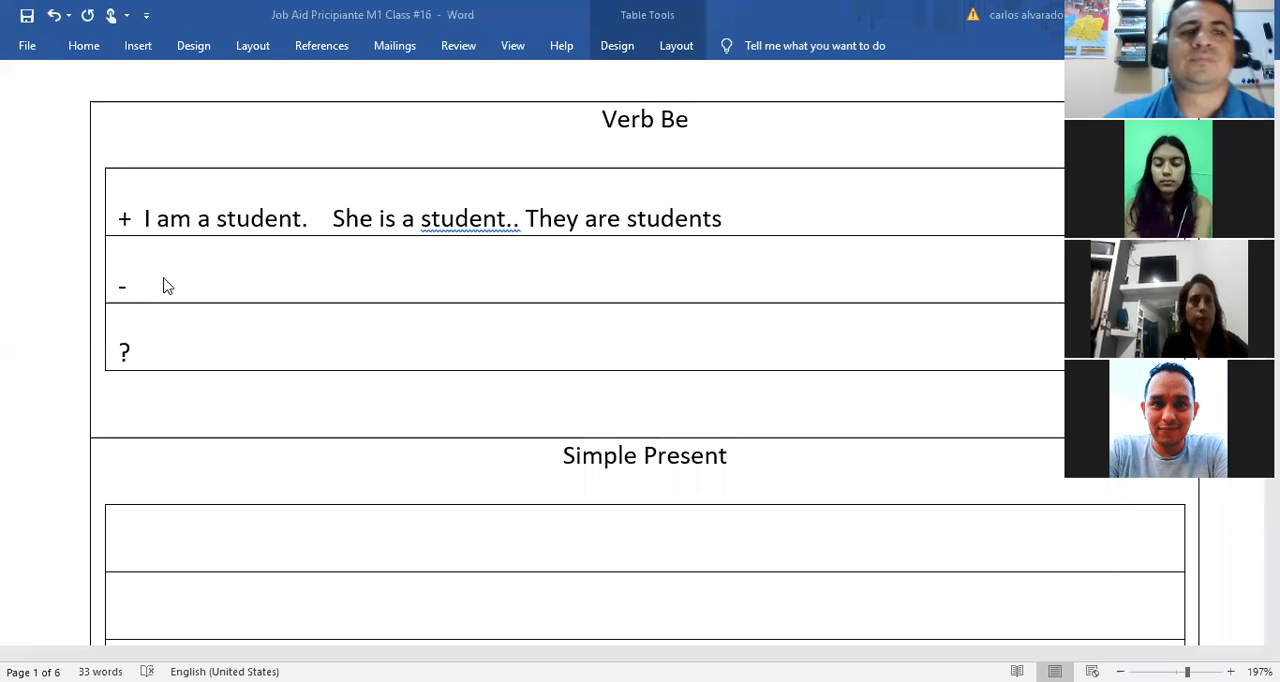 Job Aid Pricipiante M1 Class #16 - Word
Table Tools
carlos alvarado
File Home Insert Design Layout References Mailings Review View Help Design Layout Tell me what you want to do
Verb Be
+ I am a student. She is a student.. They are students
-
?
Simple Present
Page 1 of 6 33 words English (United States) 197%